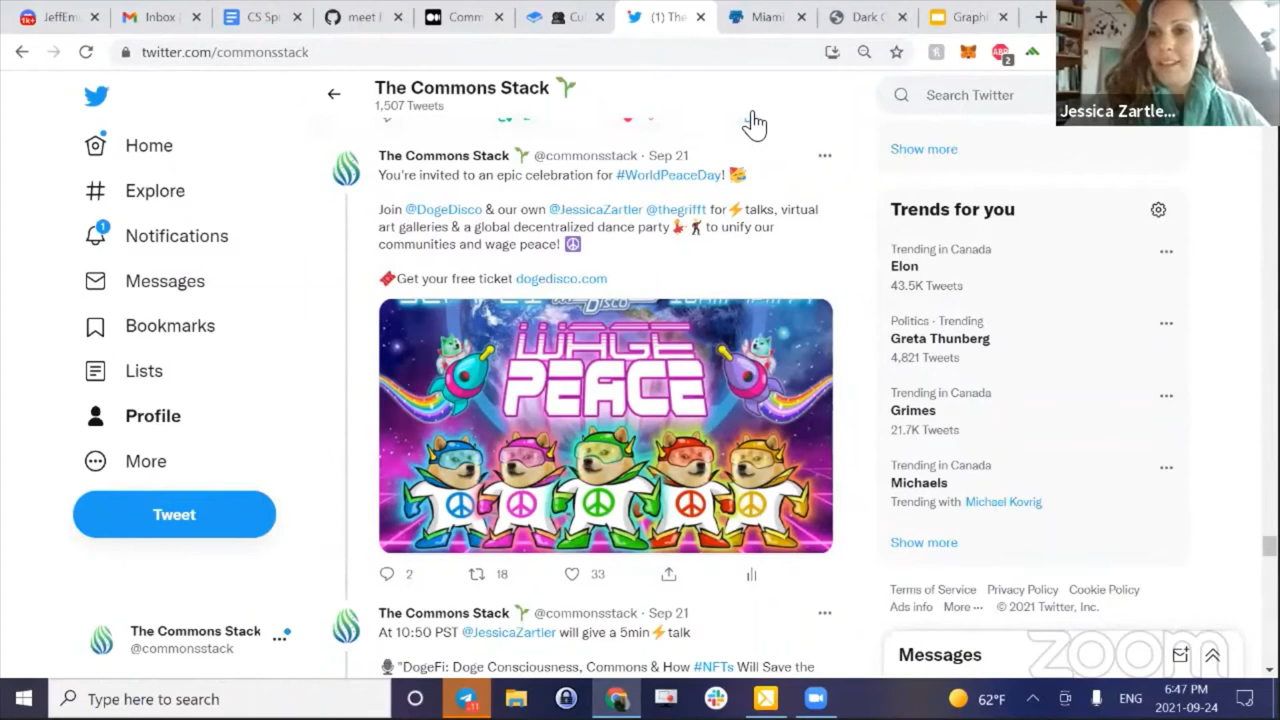 JeffEm
Inbox
CS Sp
meet
Comm
Cu
(1) The
Miami
Dark
Graph
twitter.com/commonsstack
ABP
2
Jessica Zartle...
The Commons Stack
1,507 Tweets
Search Twitter
Home
Explore
1
Notifications
Messages
Bookmarks
Lists
Profile
More
Tweet
The Commons Stack
@commonsstack
The Commons Stack @commonsstack · Sep 21
You're invited to an epic celebration for #WorldPeaceDay!
Join @DogeDisco & our own @JessicaZartler @thegrifft for⚡talks, virtual
art galleries & a global decentralized dance party to unify our
communities and wage peace!
Get your free ticket dogedisco.com
Disco
WAGE
PEACE
2 18 33
The Commons Stack @commonsstack · Sep 21
At 10:50 PST @JessicaZartler will give a 5min⚡talk
"DogeFi: Doge Consciousness, Commons & How #NFTs Will Save the
Show more
Trends for you
Trending in Canada
Elon
43.5K Tweets
Politics · Trending
Greta Thunberg
4,821 Tweets
Trending in Canada
Grimes
21.7K Tweets
Trending in Canada
Michaels
Trending with Michael Kovrig
Show more
Terms of Service Privacy Policy Cookie Policy
Ads info More ··· © 2021 Twitter, Inc.
Messages
zoom
Type here to search
11
62°F
ENG
6:47 PM
2021-09-24